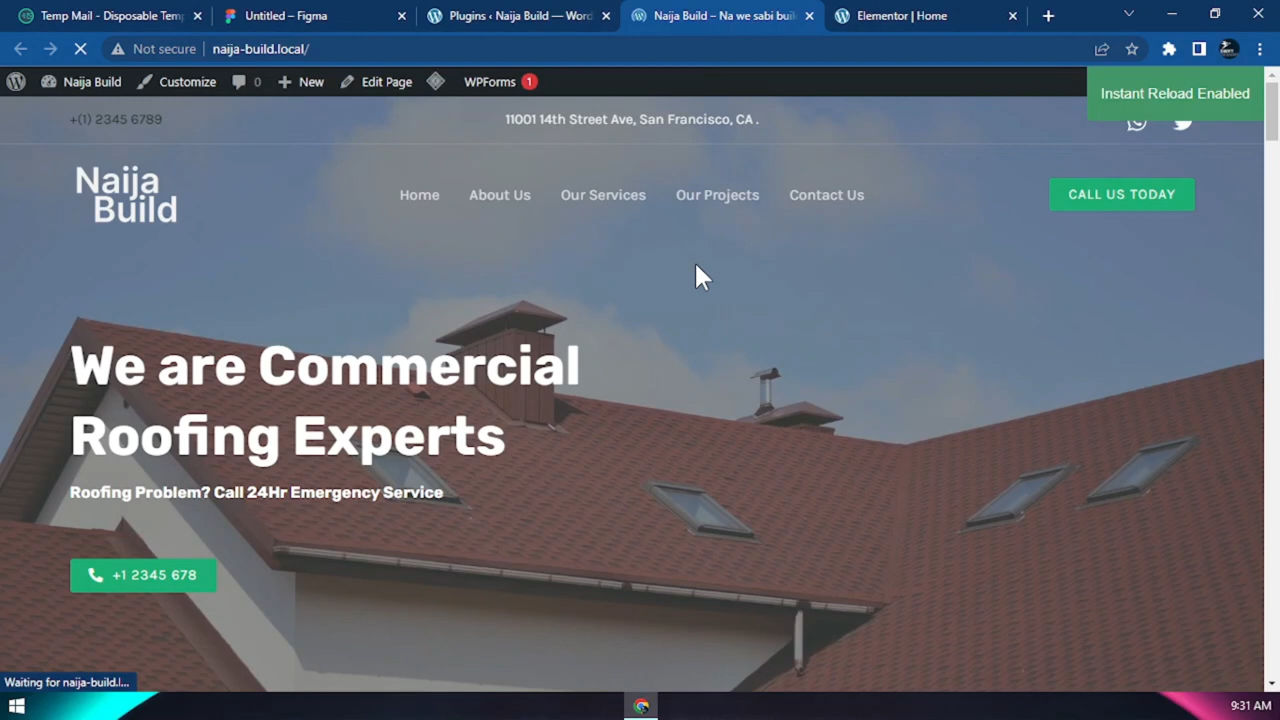 Temp Mail - Disposable Temp
Untitled – Figma
Plugins ‹ Naija Build — Word
Naija Build – Na we sabi buil
Elementor | Home
Not secure
naija-build.local/
Naija Build
Customize
0
New
Edit Page
WPForms
1
Instant Reload Enabled
+(1) 2345 6789
11001 14th Street Ave, San Francisco, CA .
Naija
Build
Home
About Us
Our Services
Our Projects
Contact Us
CALL US TODAY
We are Commercial
Roofing Experts
Roofing Problem? Call 24Hr Emergency Service
+1 2345 678
Waiting for naija-build.l...
9:31 AM